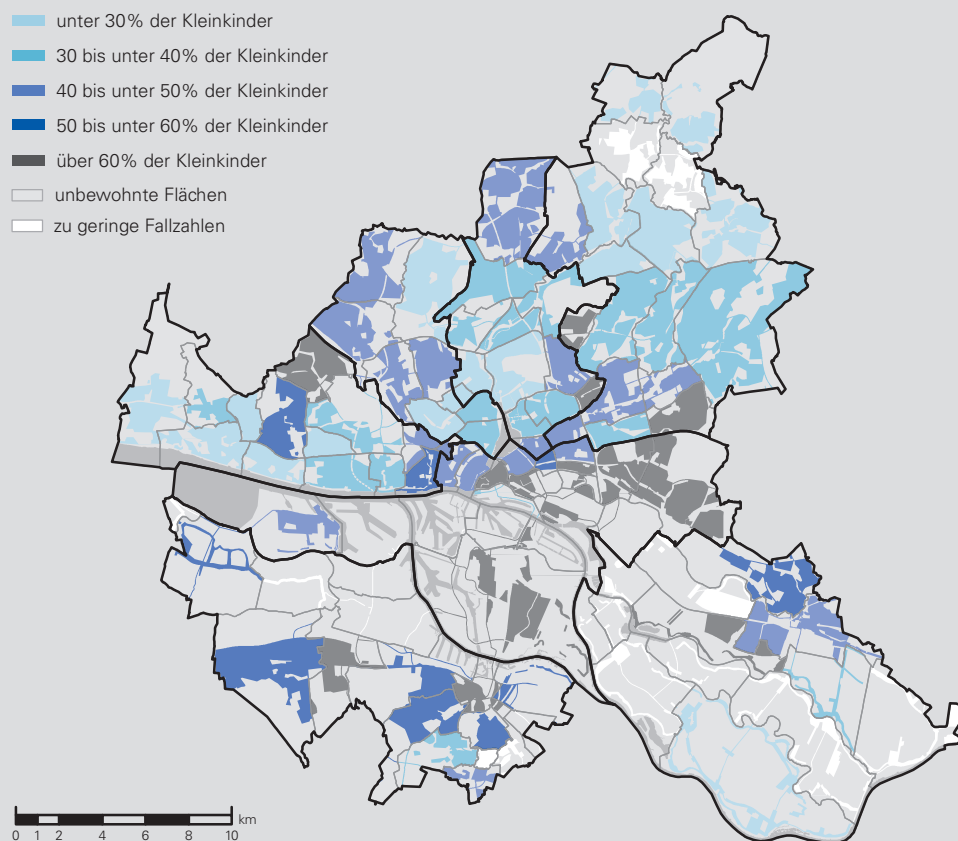 unter 30% der Kleinkinder
30 bis unter 40% der Kleinkinder
40 bis unter 50% der Kleinkinder
50 bis unter 60% der Kleinkinder
über 60% der Kleinkinder
unbewohnte Flächen
zu geringe Fallzahlen
km
0 1 2 4 6 8 10